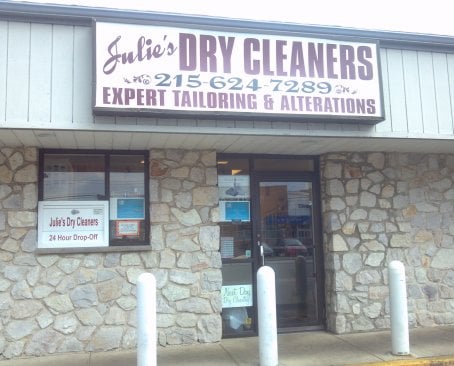 Julie's DRY CLEANERS
215-624-7289
EXPERT TAILORING & ALTERATIONS
Julie's Dry Cleaners
24 Hour Drop-Off
Next Day
Dry Cleaning